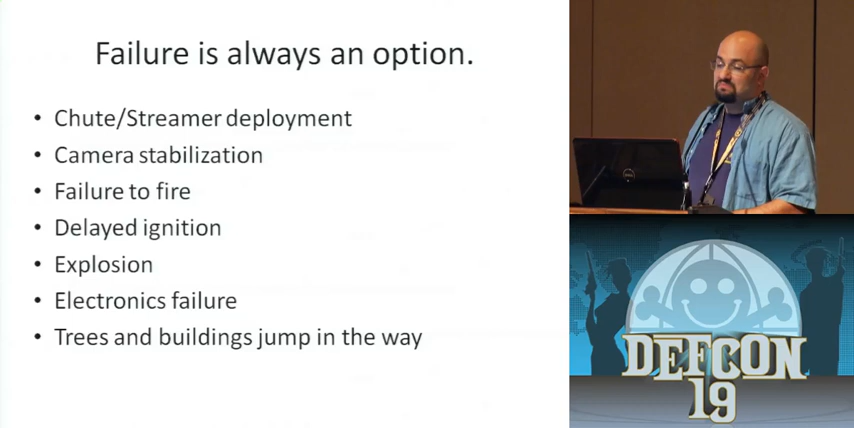 Failure is always an option.
• Chute/Streamer deployment
• Camera stabilization
• Failure to fire
• Delayed ignition
• Explosion
• Electronics failure
• Trees and buildings jump in the way
DELL
DEFCON
19